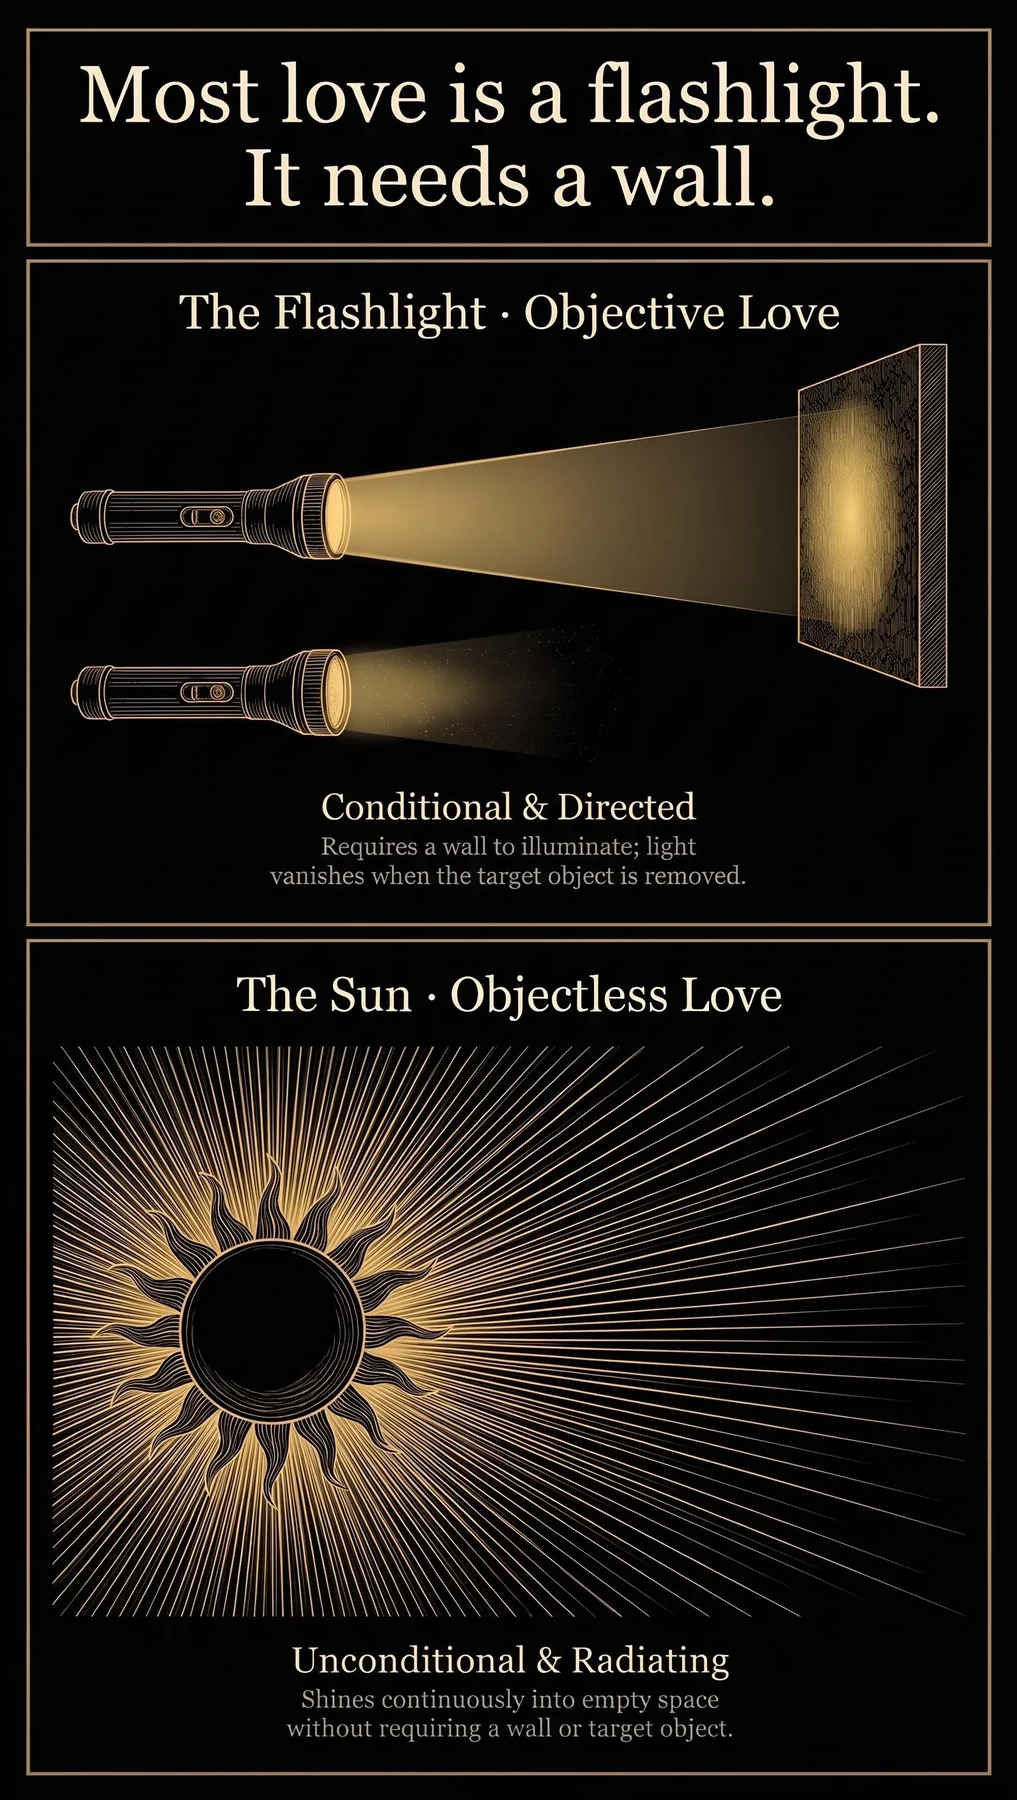 Most love is a flashlight.
It needs a wall.
The Flashlight · Objective Love
Conditional & Directed
Requires a wall to illuminate; light
vanishes when the target object is removed.
The Sun · Objectless Love
Unconditional & Radiating
Shines continuously into empty space
without requiring a wall or target object.